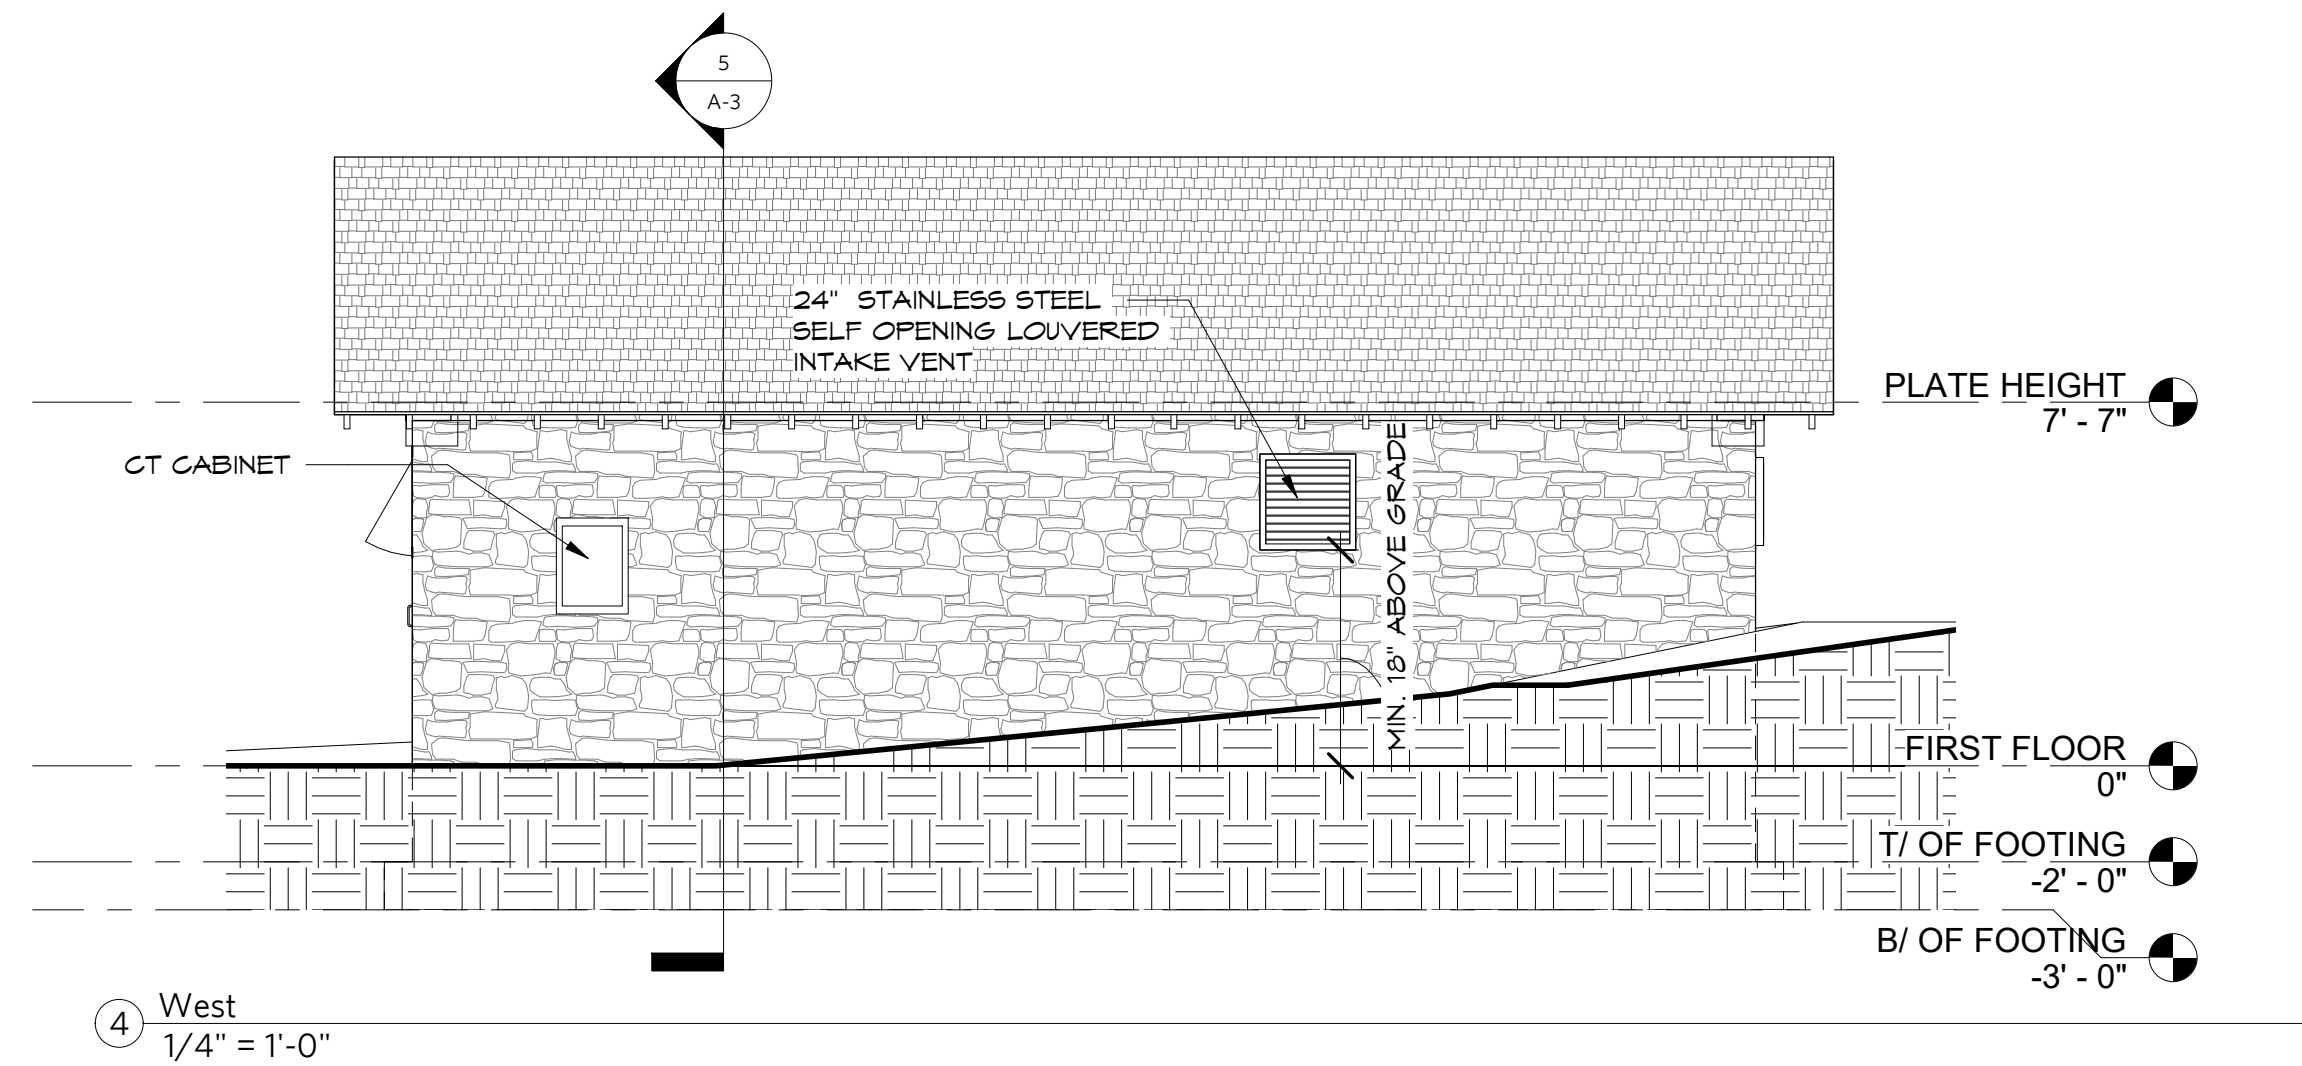 5
A-3
24" STAINLESS STEEL
SELF OPENING LOUVERED
INTAKE VENT
PLATE HEIGHT
7' - 7"
CT CABINET
MIN. 18" ABOVE GRADE
FIRST FLOOR
0"
T/ OF FOOTING
-2' - 0"
B/ OF FOOTING
-3' - 0"
4
West
1/4" = 1'-0"